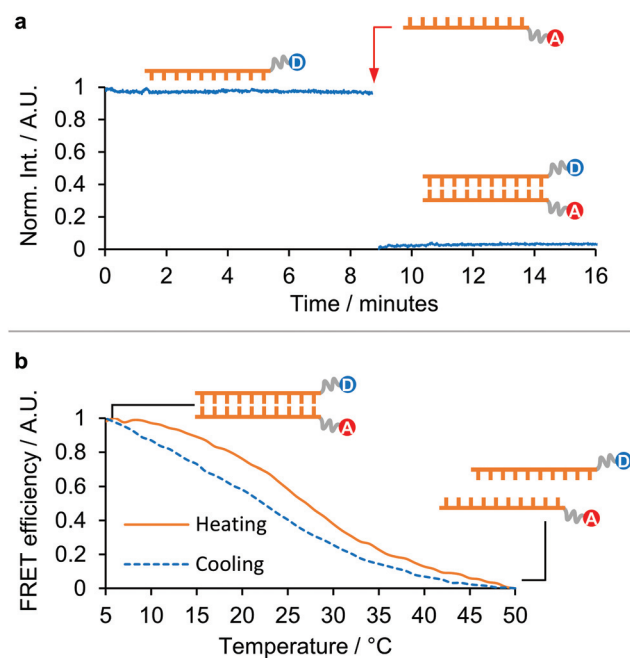 a
D
A
Norm. Int. / A.U.
1
0.8
0.6
0.4
0.2
0
D
A
0 2 4 6 8 10 12 14 16
Time / minutes
b
D
A
FRET efficiency / A.U.
1
0.8
0.6
0.4
0.2
0
D
A
Heating
Cooling
5 10 15 20 25 30 35 40 45 50
Temperature / °C